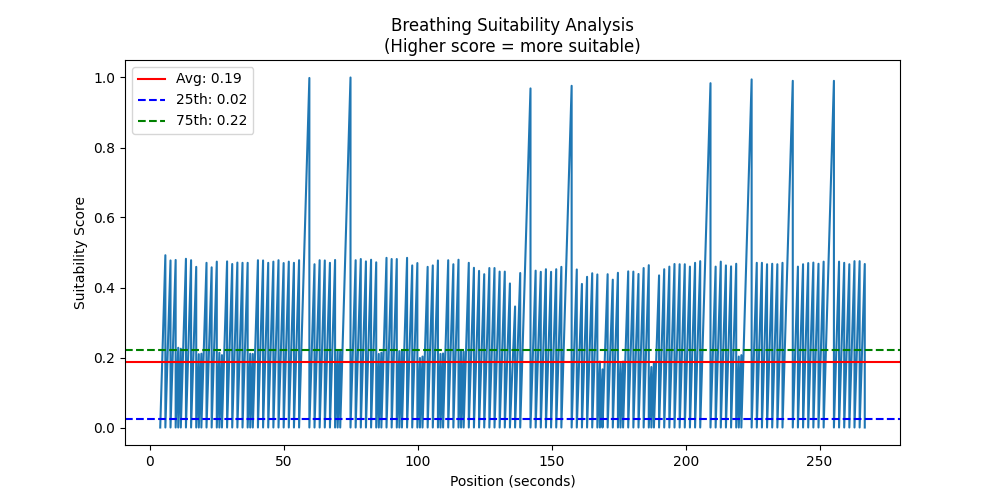 Breathing Suitability Analysis
(Higher score = more suitable)
Avg: 0.19
25th: 0.02
75th: 0.22
1.0
0.8
0.6
0.4
0.2
0.0
Suitability Score
0 50 100 150 200 250
Position (seconds)